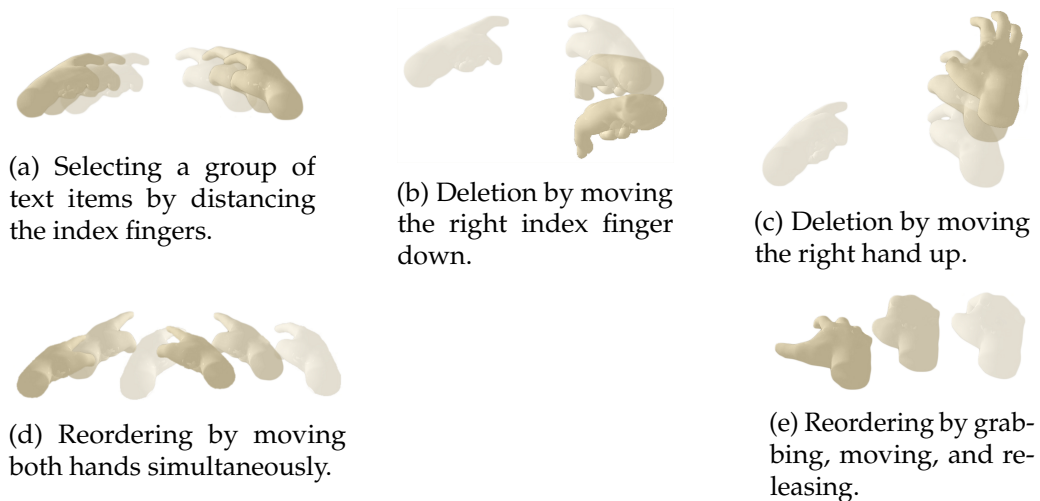 (a) Selecting a group of
text items by distancing
the index fingers.
(b) Deletion by moving
the right index finger
down.
(c) Deletion by moving
the right hand up.
(d) Reordering by moving
both hands simultaneously.
(e) Reordering by grab-
bing, moving, and re-
leasing.